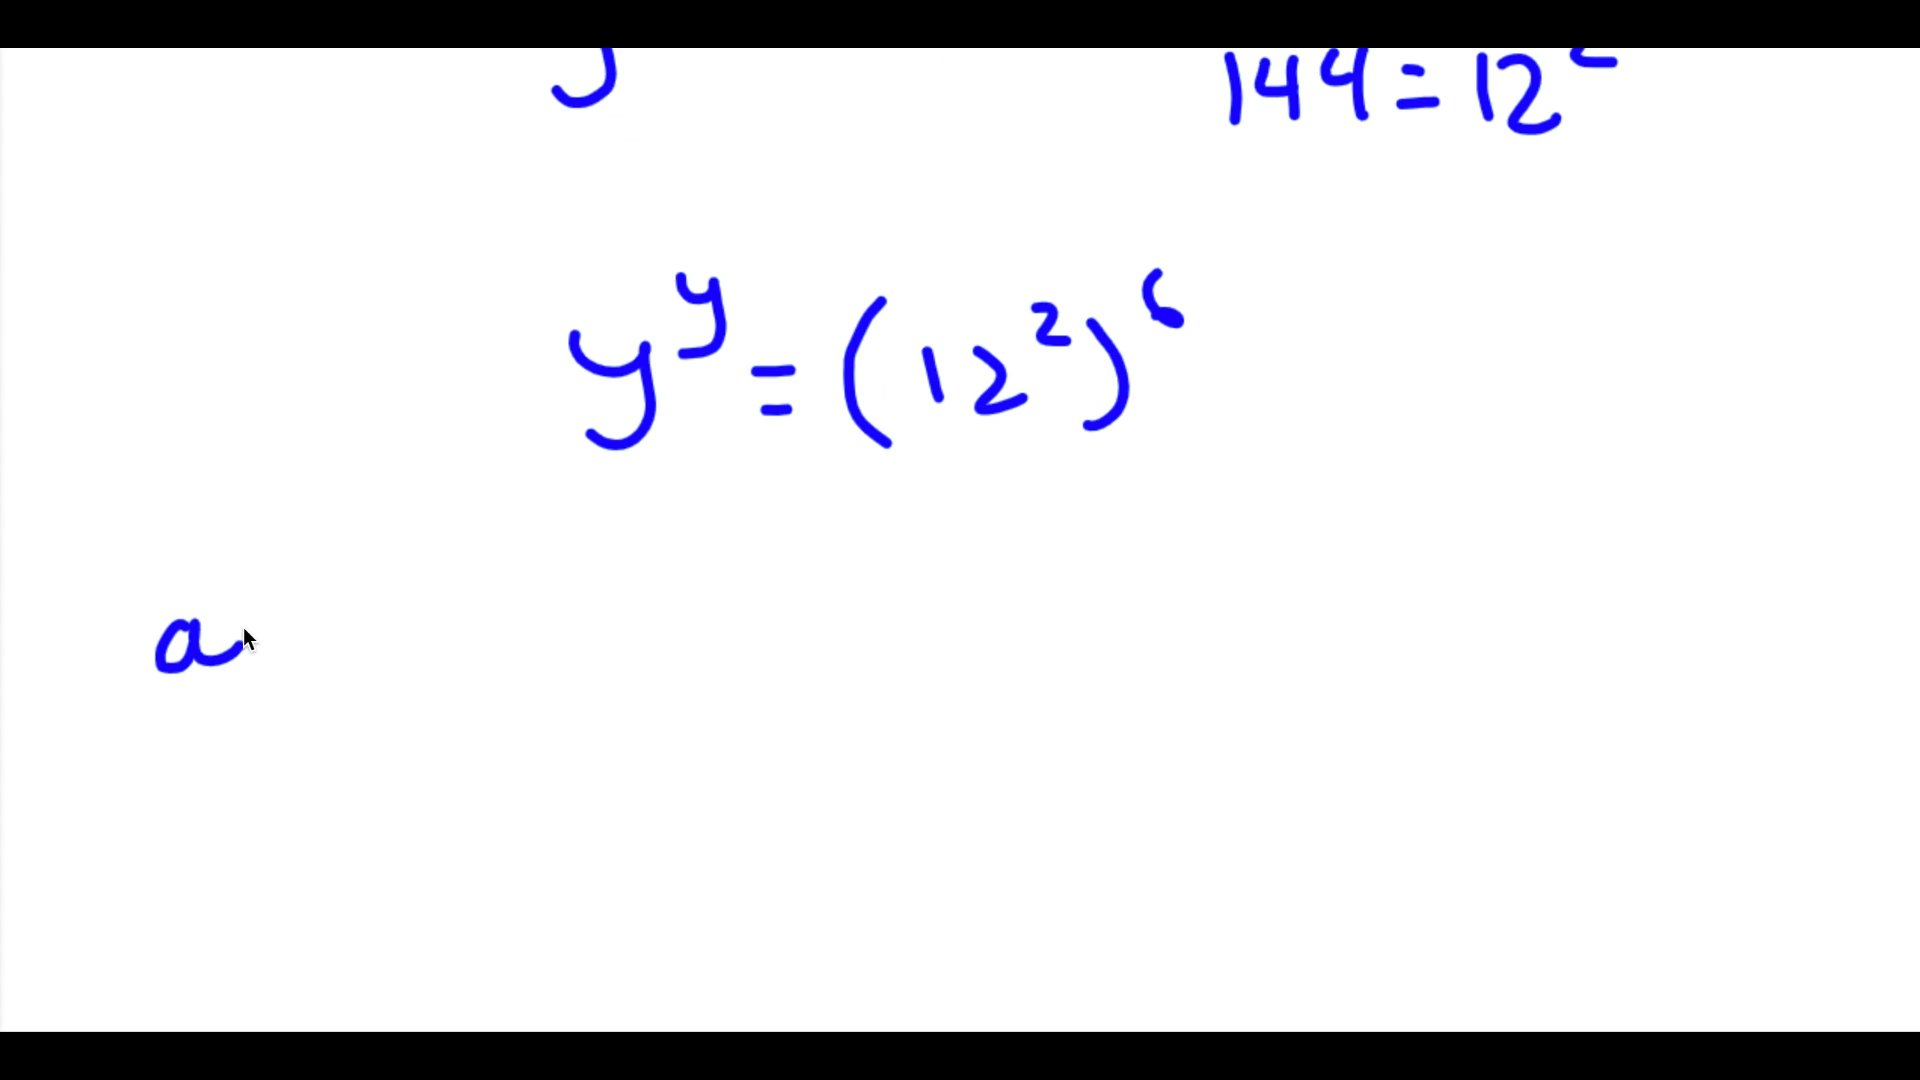 y 144 = 12²
y^y = (12²)^6
a